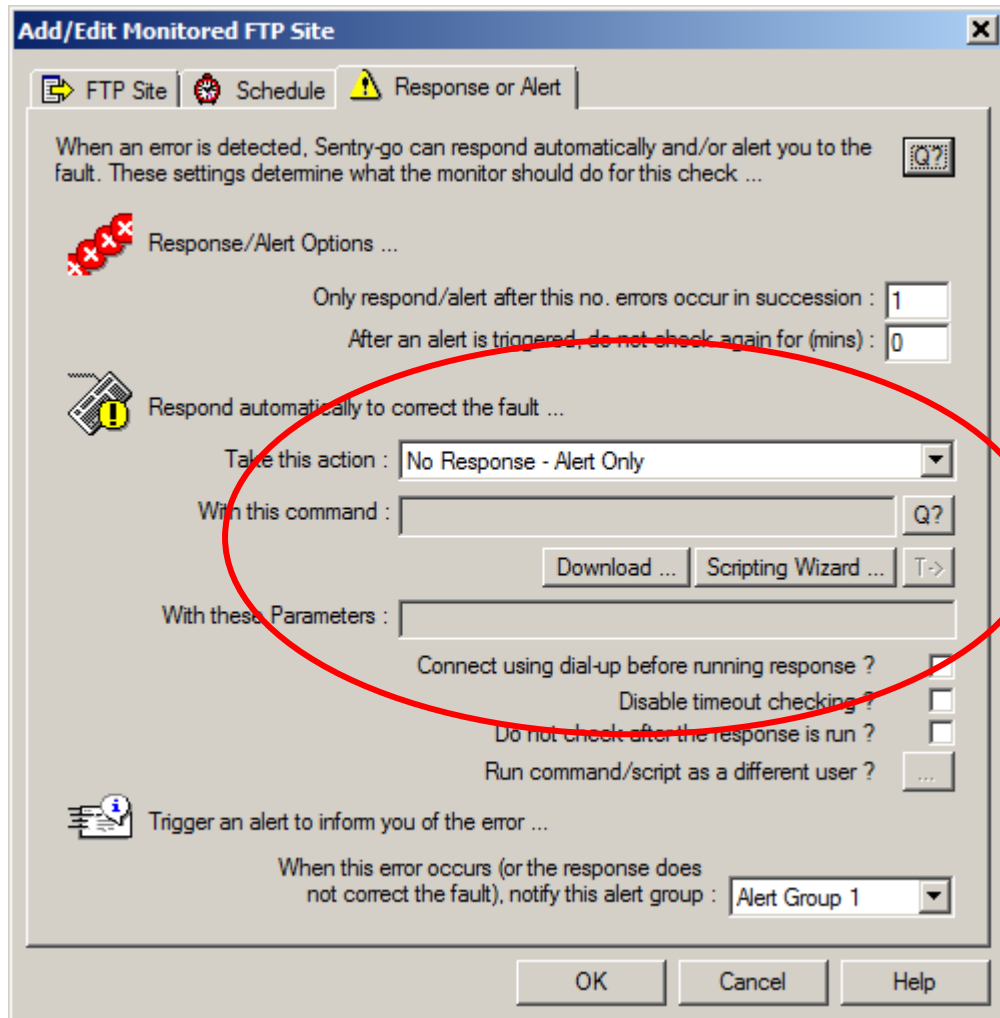 Add/Edit Monitored FTP Site
FTP Site
Schedule
Response or Alert
When an error is detected, Sentry-go can respond automatically and/or alert you to the
fault. These settings determine what the monitor should do for this check ...
Q?
Response/Alert Options ...
Only respond/alert after this no. errors occur in succession : 1
After an alert is triggered, do not check again for (mins) : 0
Respond automatically to correct the fault ...
Take this action : No Response - Alert Only
With this command : Q?
Download ... Scripting Wizard ... T->
With these Parameters :
Connect using dial-up before running response ?
Disable timeout checking ?
Do not check after the response is run ?
Run command/script as a different user ? ...
Trigger an alert to inform you of the error ...
When this error occurs (or the response does
not correct the fault), notify this alert group : Alert Group 1
OK Cancel Help